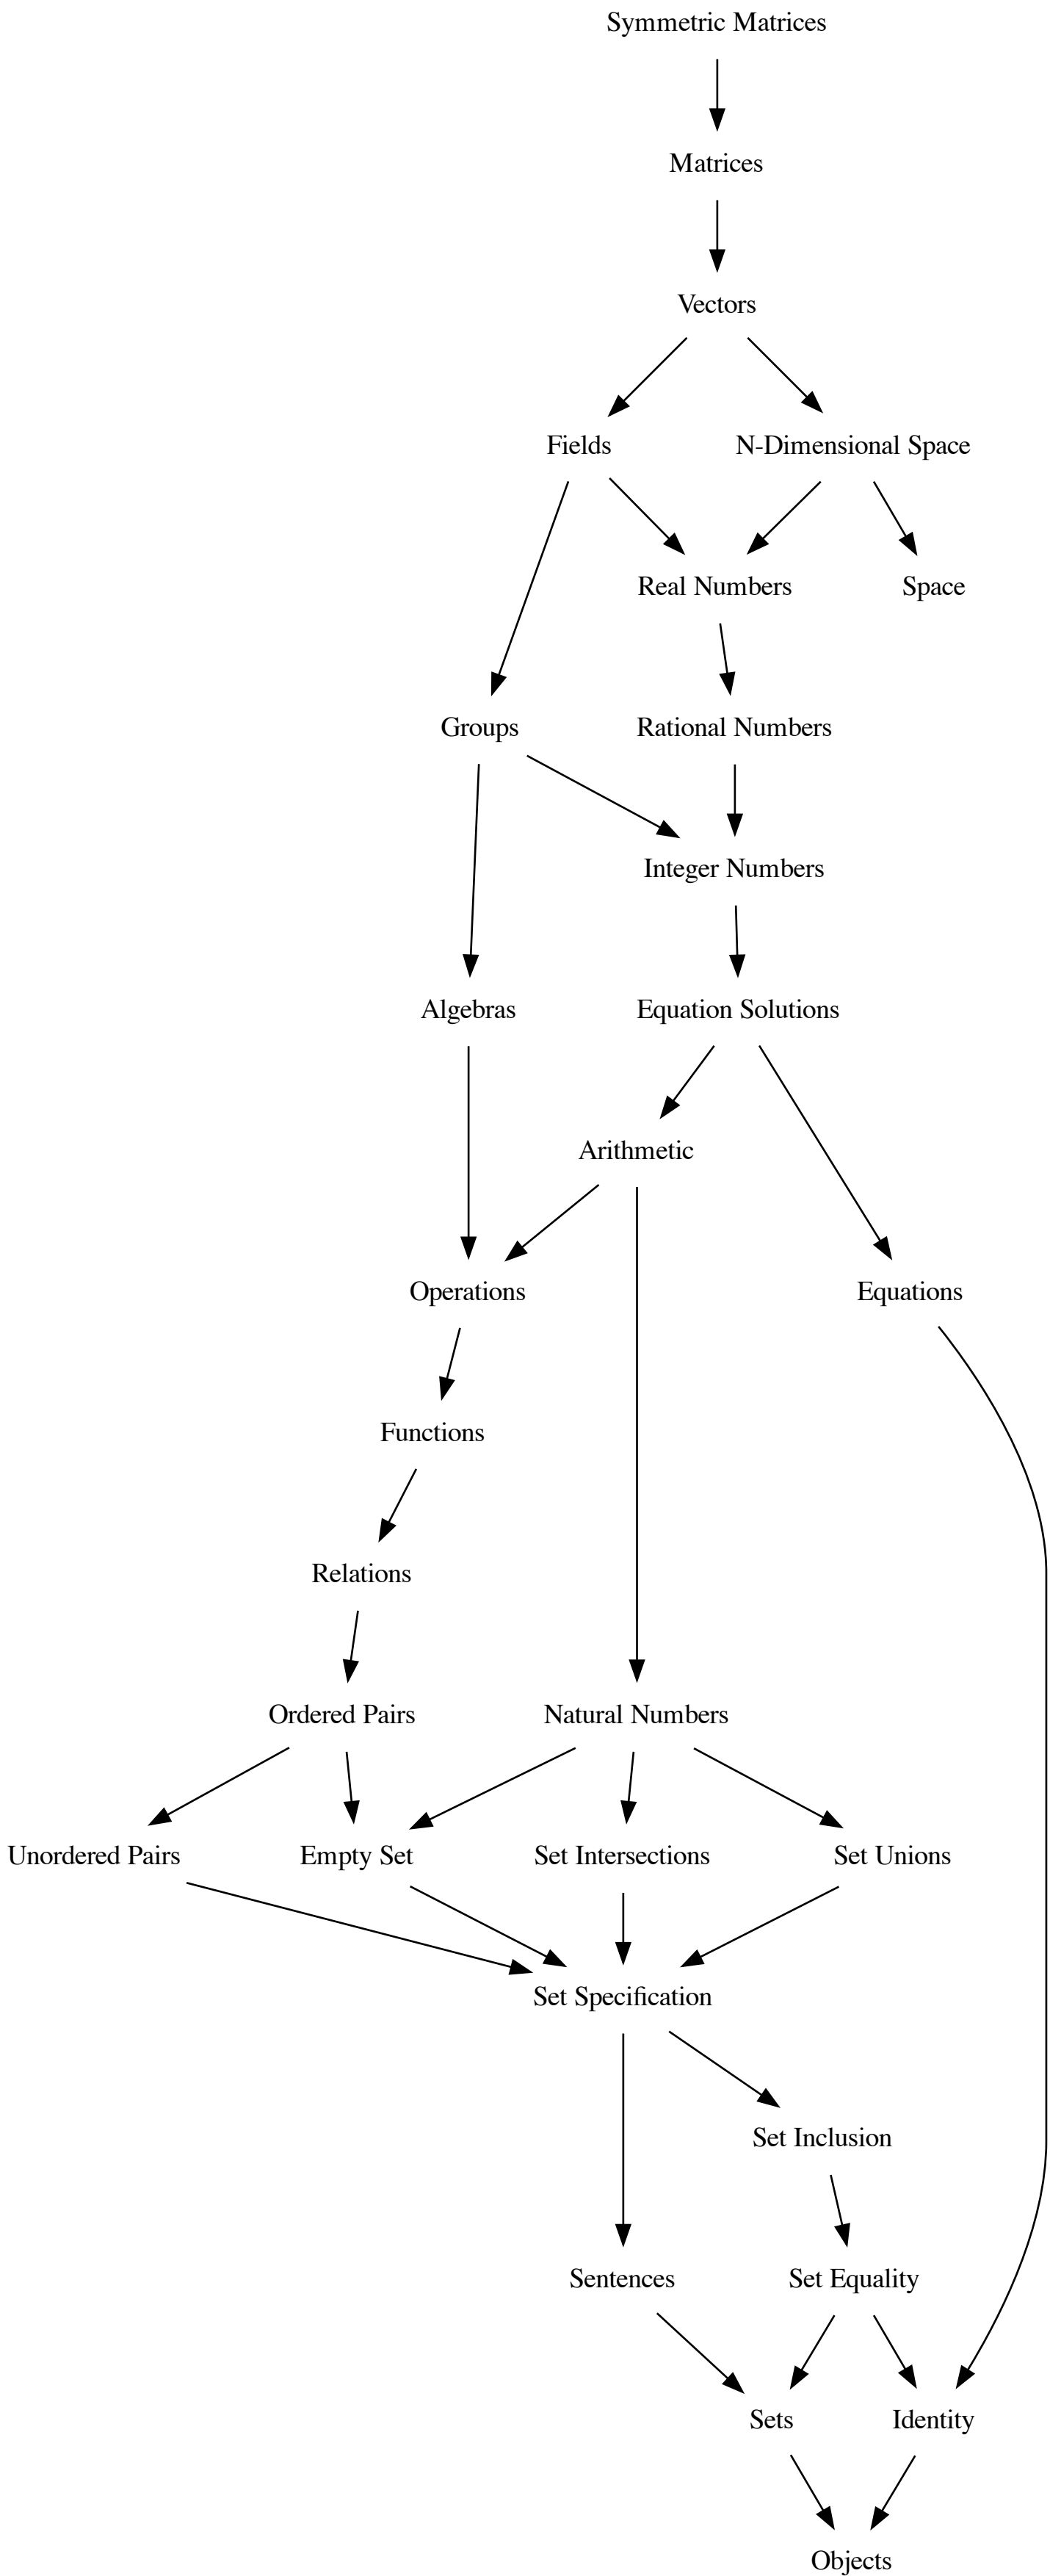 Symmetric Matrices
Matrices
Vectors
Fields
N-Dimensional Space
Real Numbers
Space
Groups
Rational Numbers
Integer Numbers
Algebras
Equation Solutions
Arithmetic
Operations
Equations
Functions
Relations
Ordered Pairs
Natural Numbers
Unordered Pairs
Empty Set
Set Intersections
Set Unions
Set Specification
Set Inclusion
Sentences
Set Equality
Sets
Identity
Objects